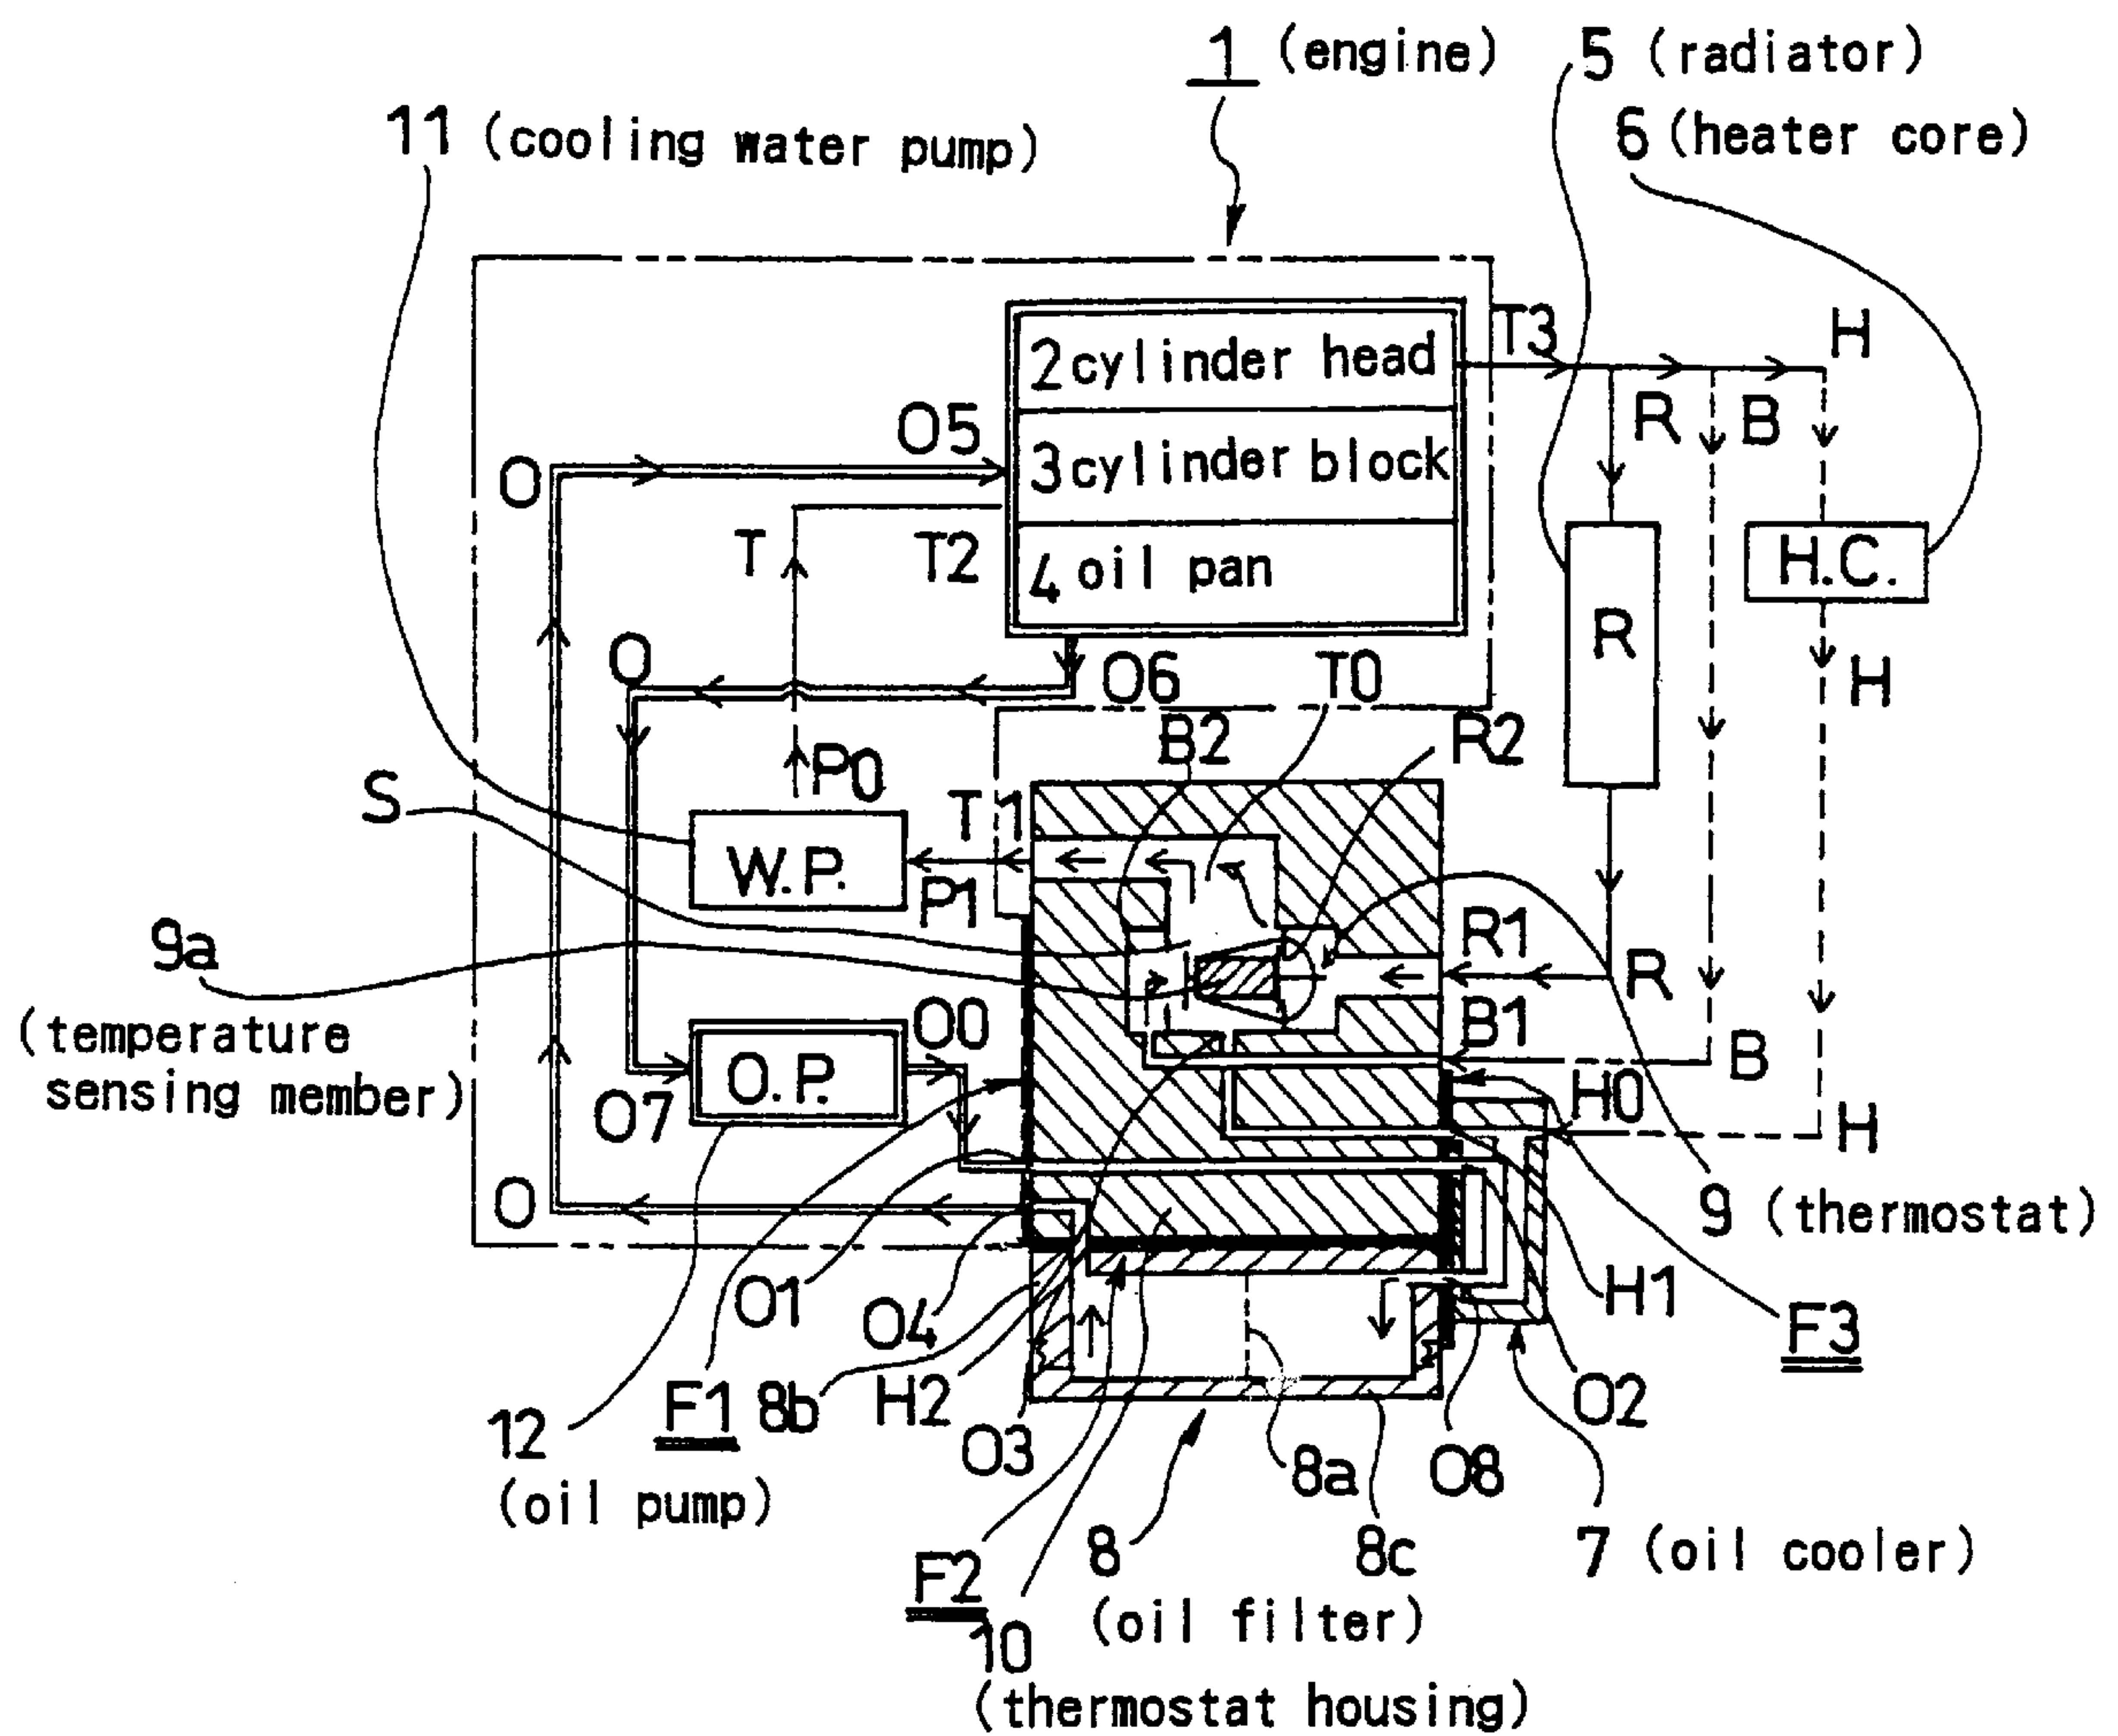 1 (engine)
5 (radiator)
11 (cooling water pump)
6 (heater core)
T3
H
2 cylinder head
R
B
O5
3 cylinder block
O
T
T2
4 oil pan
H.C.
R
O
O6
T0
H
B2
R2
P0
S
T1
W.P.
P1
R1
9a
R
(temperature
sensing member)
O0
B1
B
O.P.
H0
O7
H
O
9 (thermostat)
O1
O4
H1
F3
F1
8b
H2
O2
12
(oil pump)
O3
8a
O8
F2
8
(oil filter)
8c
7 (oil cooler)
10
(thermostat housing)